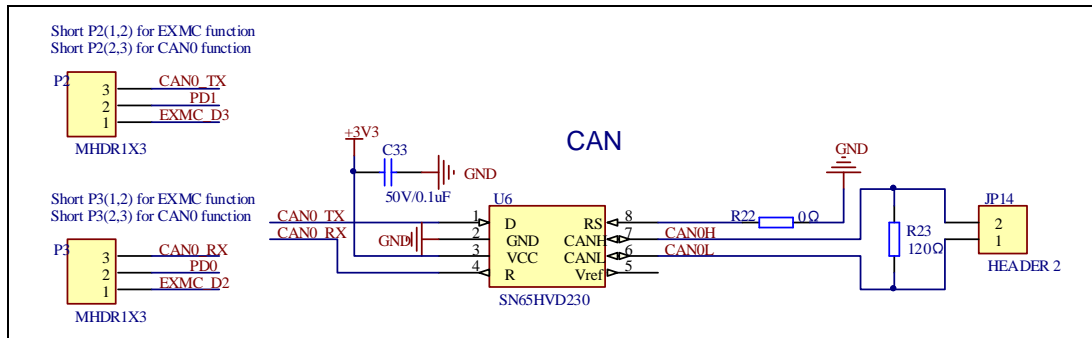 Short P2(1,2) for EXMC function
Short P2(2,3) for CAN0 function
P2
3 CAN0_TX
2 PD1
1 EXMC_D3
MHDR1X3
Short P3(1,2) for EXMC function
Short P3(2,3) for CAN0 function
P3
3 CAN0_RX
2 PD0
1 EXMC_D2
MHDR1X3
CAN
+3V3
C33
GND
50V/0.1uF
U6
CAN0_TX 1 D RS 8 R22 0Ω
CAN0_RX GND 2 GND CANH 7 CAN0H
3 VCC CANL 6 CAN0L
4 R Vref 5
SN65HVD230
GND
R23
120Ω
JP14
2
1
HEADER 2